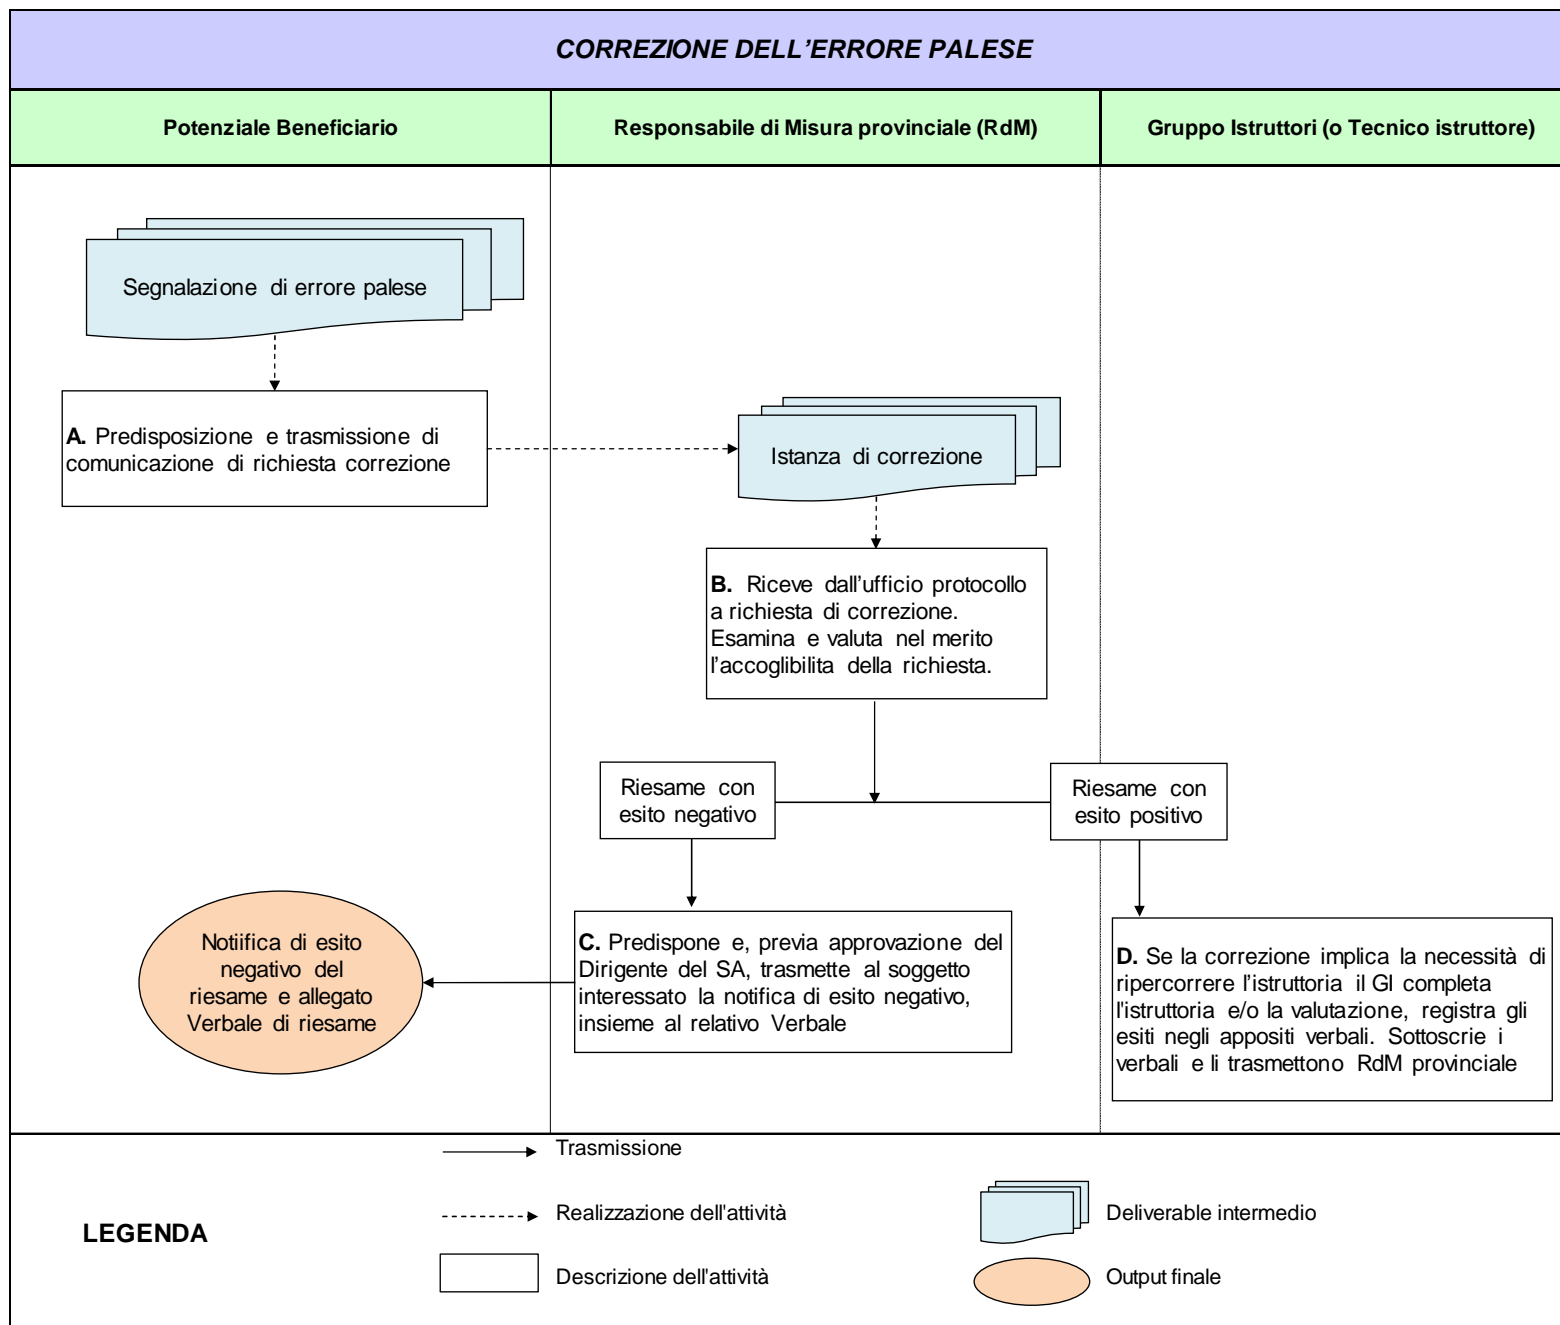 CORREZIONE DELL’ERRORE PALESE
Potenziale Beneficiario
Responsabile di Misura provinciale (RdM)
Gruppo Istruttori (o Tecnico istruttore)
Segnalazione di errore palese
A. Predisposizione e trasmissione di
comunicazione di richiesta correzione
Istanza di correzione
B. Riceve dall’ufficio protocollo
a richiesta di correzione.
Esamina e valuta nel merito
l’accoglibilita della richiesta.
Riesame con
esito negativo
Riesame con
esito positivo
Notiifica di esito
negativo del
riesame e allegato
Verbale di riesame
C. Predispone e, previa approvazione del
Dirigente del SA, trasmette al soggetto
interessato la notifica di esito negativo,
insieme al relativo Verbale
D. Se la correzione implica la necessità di
ripercorrere l’istruttoria il GI completa
l'istruttoria e/o la valutazione, registra gli
esiti negli appositi verbali. Sottoscrie i
verbali e li trasmettono RdM provinciale
LEGENDA
Trasmissione
Realizzazione dell'attività
Descrizione dell'attività
Deliverable intermedio
Output finale